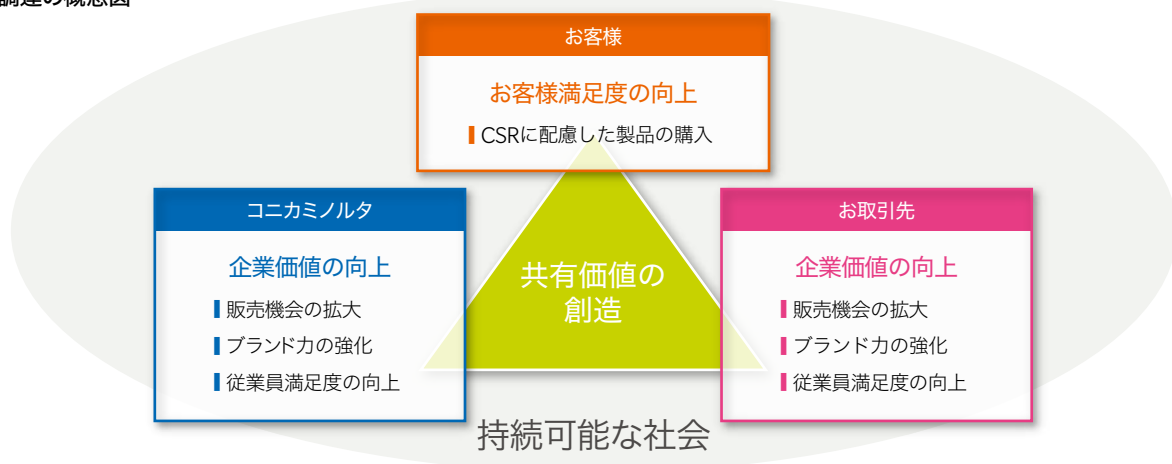 調達の概念図
お客様
お客様満足度の向上
CSRに配慮した製品の購入
コニカミノルタ
企業価値の向上
販売機会の拡大
ブランド力の強化
従業員満足度の向上
共有価値の
創造
お取引先
企業価値の向上
販売機会の拡大
ブランド力の強化
従業員満足度の向上
持続可能な社会